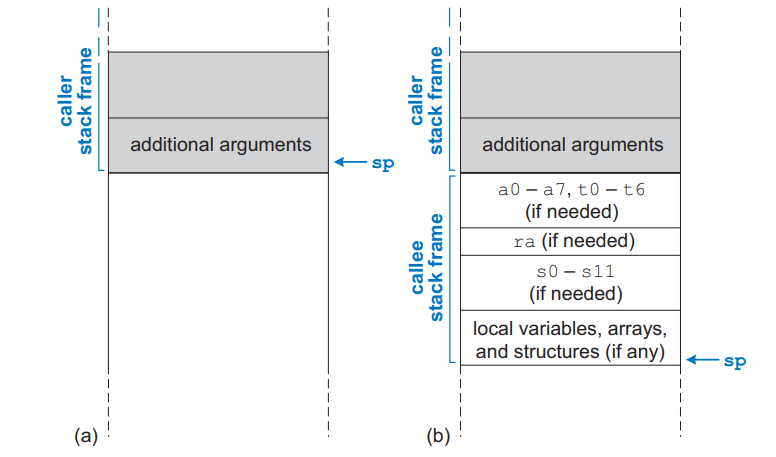 caller
stack frame
additional arguments
sp
(a)
caller
stack frame
additional arguments
callee
stack frame
a0 – a7, t0 – t6
(if needed)
ra (if needed)
s0 – s11
(if needed)
local variables, arrays,
and structures (if any)
sp
(b)